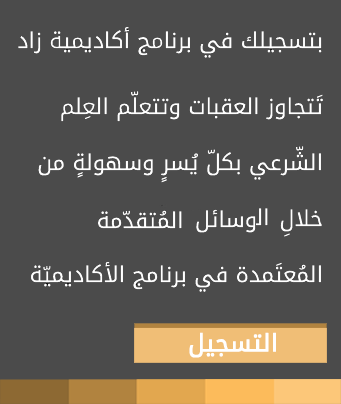 بتسجيلك في برنامج أكاديمية زاد
تَتجاوز العقبات وتتعلّم العِلم
الشّرعي بكلّ يُسرٍ وسهولةٍ من
خلالِ الوسائل المُتقدّمة
المُعتَمدة في برنامج الأكاديميّة
التسجيل